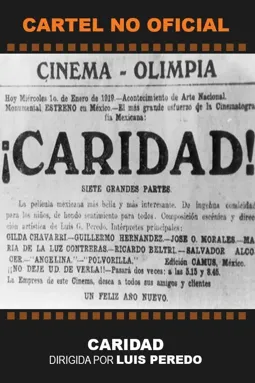 CARTEL NO OFICIAL
CINEMA - OLIMPIA
Hoy Miércoles 1o. de Enero de 1919.—Acontecimiento de Arte Nacional.
Monumental ESTRENO en México.—El más grande esfuerzo de la Cinematogra
fía Mexicana:
¡CARIDAD!
SIETE GRANDES PARTES.
La película mexicana más bella y más interesante. De ingenua comicidad
para los niños, de hondo sentimiento para todos. Composición escénica y direc
ción artística de Luis G. Peredo. Intérpretes principales:
GILDA CHAVARRI.—GUILLERMO HERNANDEZ.—JOSE O. MORALES.—MA
RIA DE LA LUZ CONTRERAS.—RICARDO BELTRI.—SALVADOR ALCO
CER.—"ANGELINA."—"POLVORILLA." Edición CAMUS, México.
¡¡NO DEJE UD DE VERLA!!—Pasará dos veces: a las 5.15 y 8.45.
La Empresa de este Cinema, desea a todos sus amigos y clientes
UN FELIZ AÑO NUEVO.
CARIDAD
DIRIGIDA POR LUIS PEREDO